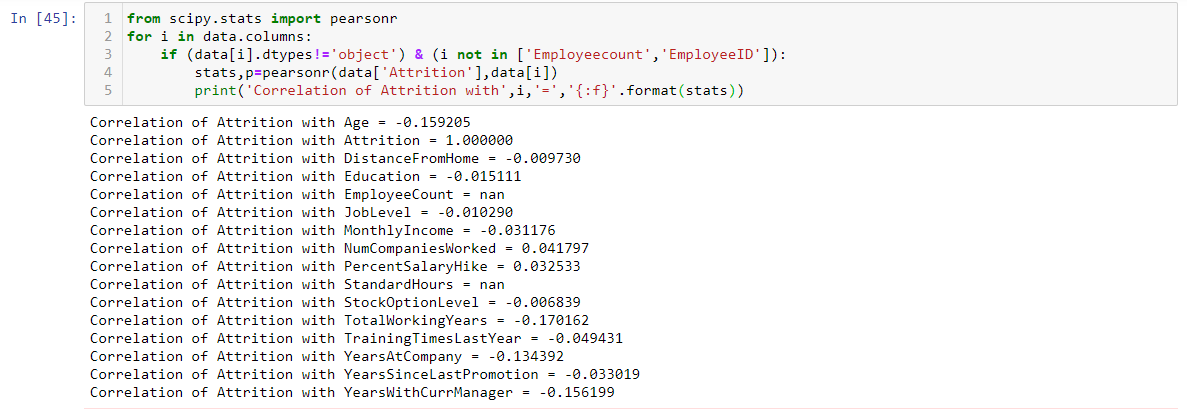 In [45]:
1 from scipy.stats import pearsonr
2 for i in data.columns:
3     if (data[i].dtypes!='object') & (i not in ['Employeecount','EmployeeID']):
4         stats,p=pearsonr(data['Attrition'],data[i])
5         print('Correlation of Attrition with',i,'=','{:f}'.format(stats))
Correlation of Attrition with Age = -0.159205
Correlation of Attrition with Attrition = 1.000000
Correlation of Attrition with DistanceFromHome = -0.009730
Correlation of Attrition with Education = -0.015111
Correlation of Attrition with EmployeeCount = nan
Correlation of Attrition with JobLevel = -0.010290
Correlation of Attrition with MonthlyIncome = -0.031176
Correlation of Attrition with NumCompaniesWorked = 0.041797
Correlation of Attrition with PercentSalaryHike = 0.032533
Correlation of Attrition with StandardHours = nan
Correlation of Attrition with StockOptionLevel = -0.006839
Correlation of Attrition with TotalWorkingYears = -0.170162
Correlation of Attrition with TrainingTimesLastYear = -0.049431
Correlation of Attrition with YearsAtCompany = -0.134392
Correlation of Attrition with YearsSinceLastPromotion = -0.033019
Correlation of Attrition with YearsWithCurrManager = -0.156199